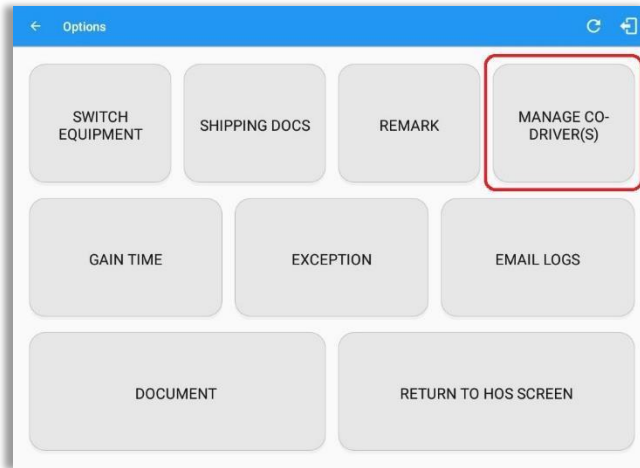 Options
SWITCH
EQUIPMENT
SHIPPING DOCS
REMARK
MANAGE CO-
DRIVER(S)
GAIN TIME
EXCEPTION
EMAIL LOGS
DOCUMENT
RETURN TO HOS SCREEN